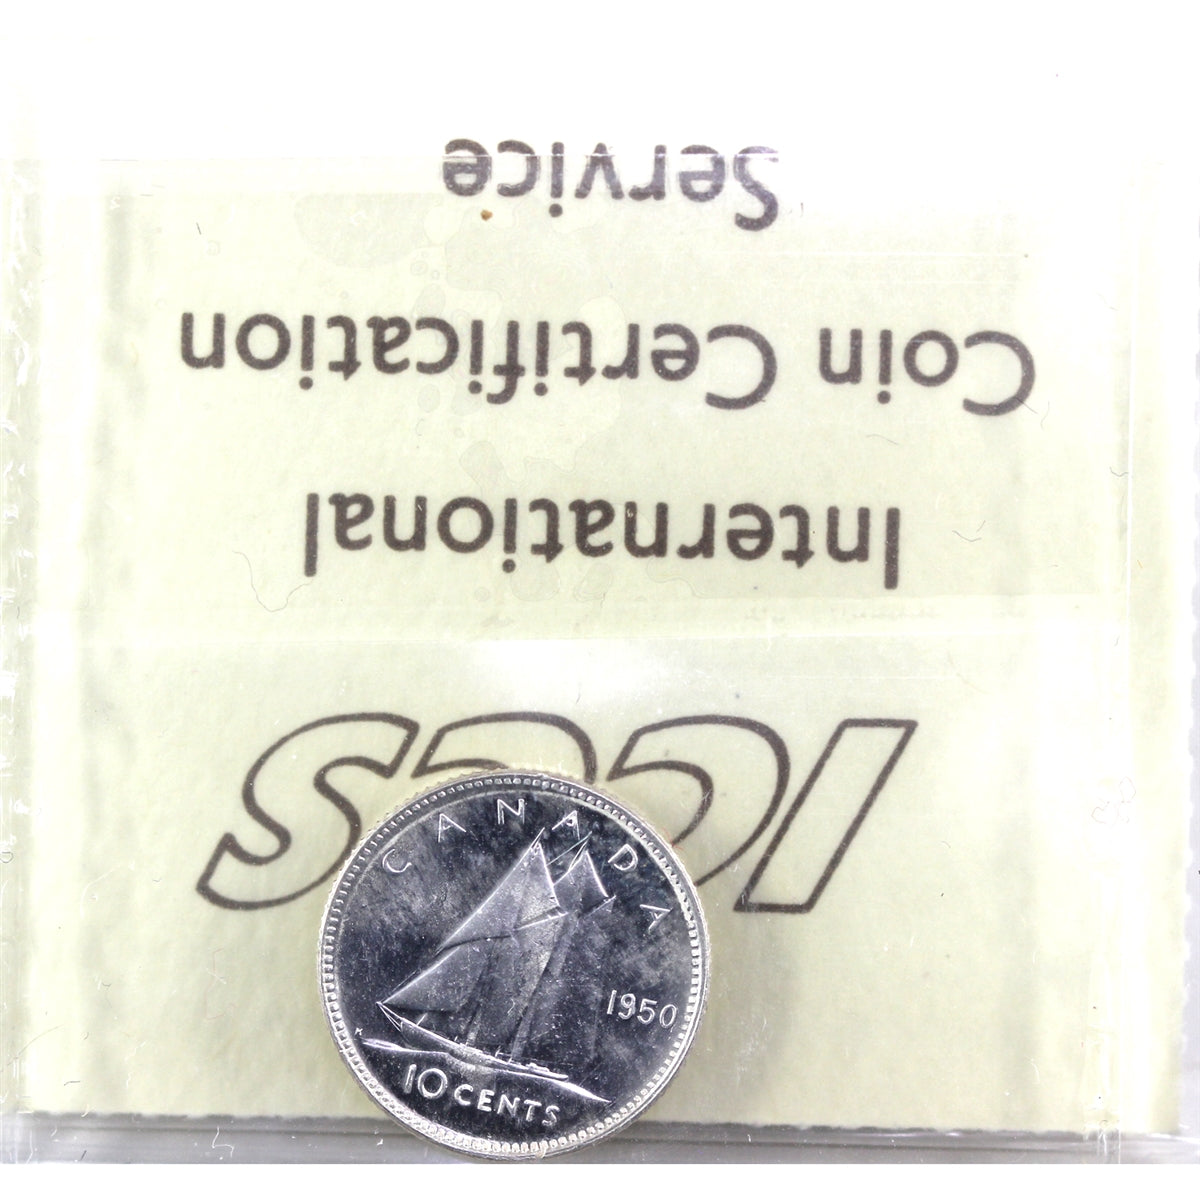 ICCS
International
Coin Certification
Service
CANADA
1950
10 CENTS